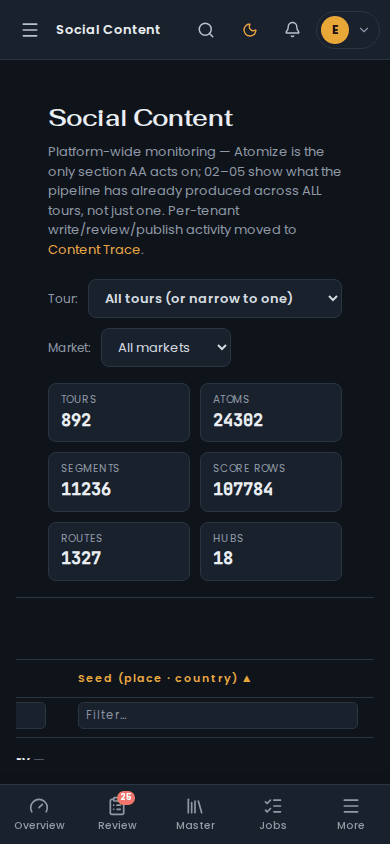 Social Content
E
Social Content
Platform-wide monitoring — Atomize is the
only section AA acts on; 02–05 show what the
pipeline has already produced across ALL
tours, not just one. Per-tenant
write/review/publish activity moved to
Content Trace.
Tour: All tours (or narrow to one)
Market: All markets
TOURS ATOMS
892 24302
SEGMENTS SCORE ROWS
11236 107784
ROUTES HUBS
1327 18
Seed (place · country) ▲
Filter…
26
Overview Review Master Jobs More